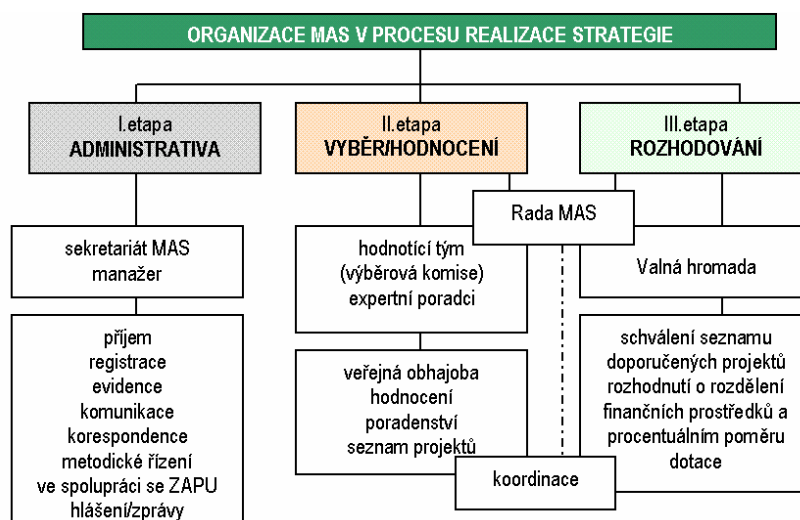 ORGANIZACE MAS V PROCESU REALIZACE STRATEGIE
I.etapa
ADMINISTRATIVA
II.etapa
VÝBĚR/HODNOCENÍ
III.etapa
ROZHODOVÁNÍ
Rada MAS
sekretariát MAS
manažer
hodnotící tým
(výběrová komise)
expertní poradci
Valná hromada
příjem
registrace
evidence
komunikace
korespondence
metodické řízení
ve spolupráci se ZAPU
hlášení/zprávy
veřejná obhajoba
hodnocení
poradenství
seznam projektů
schválení seznamu
doporučených projektů
rozhodnutí o rozdělení
finančních prostředků a
procentuálním poměru
dotace
koordinace